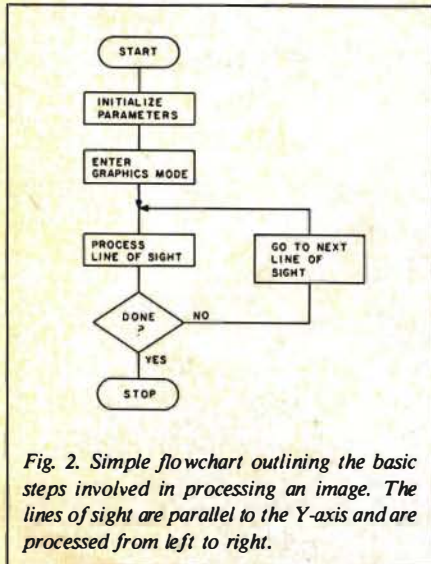 START
INITIALIZE
PARAMETERS
ENTER
GRAPHICS MODE
PROCESS
LINE OF SIGHT
GO TO NEXT
LINE OF
SIGHT
DONE
?
NO
YES
STOP
Fig. 2. Simple flowchart outlining the basic
steps involved in processing an image. The
lines of sight are parallel to the Y-axis and are
processed from left to right.